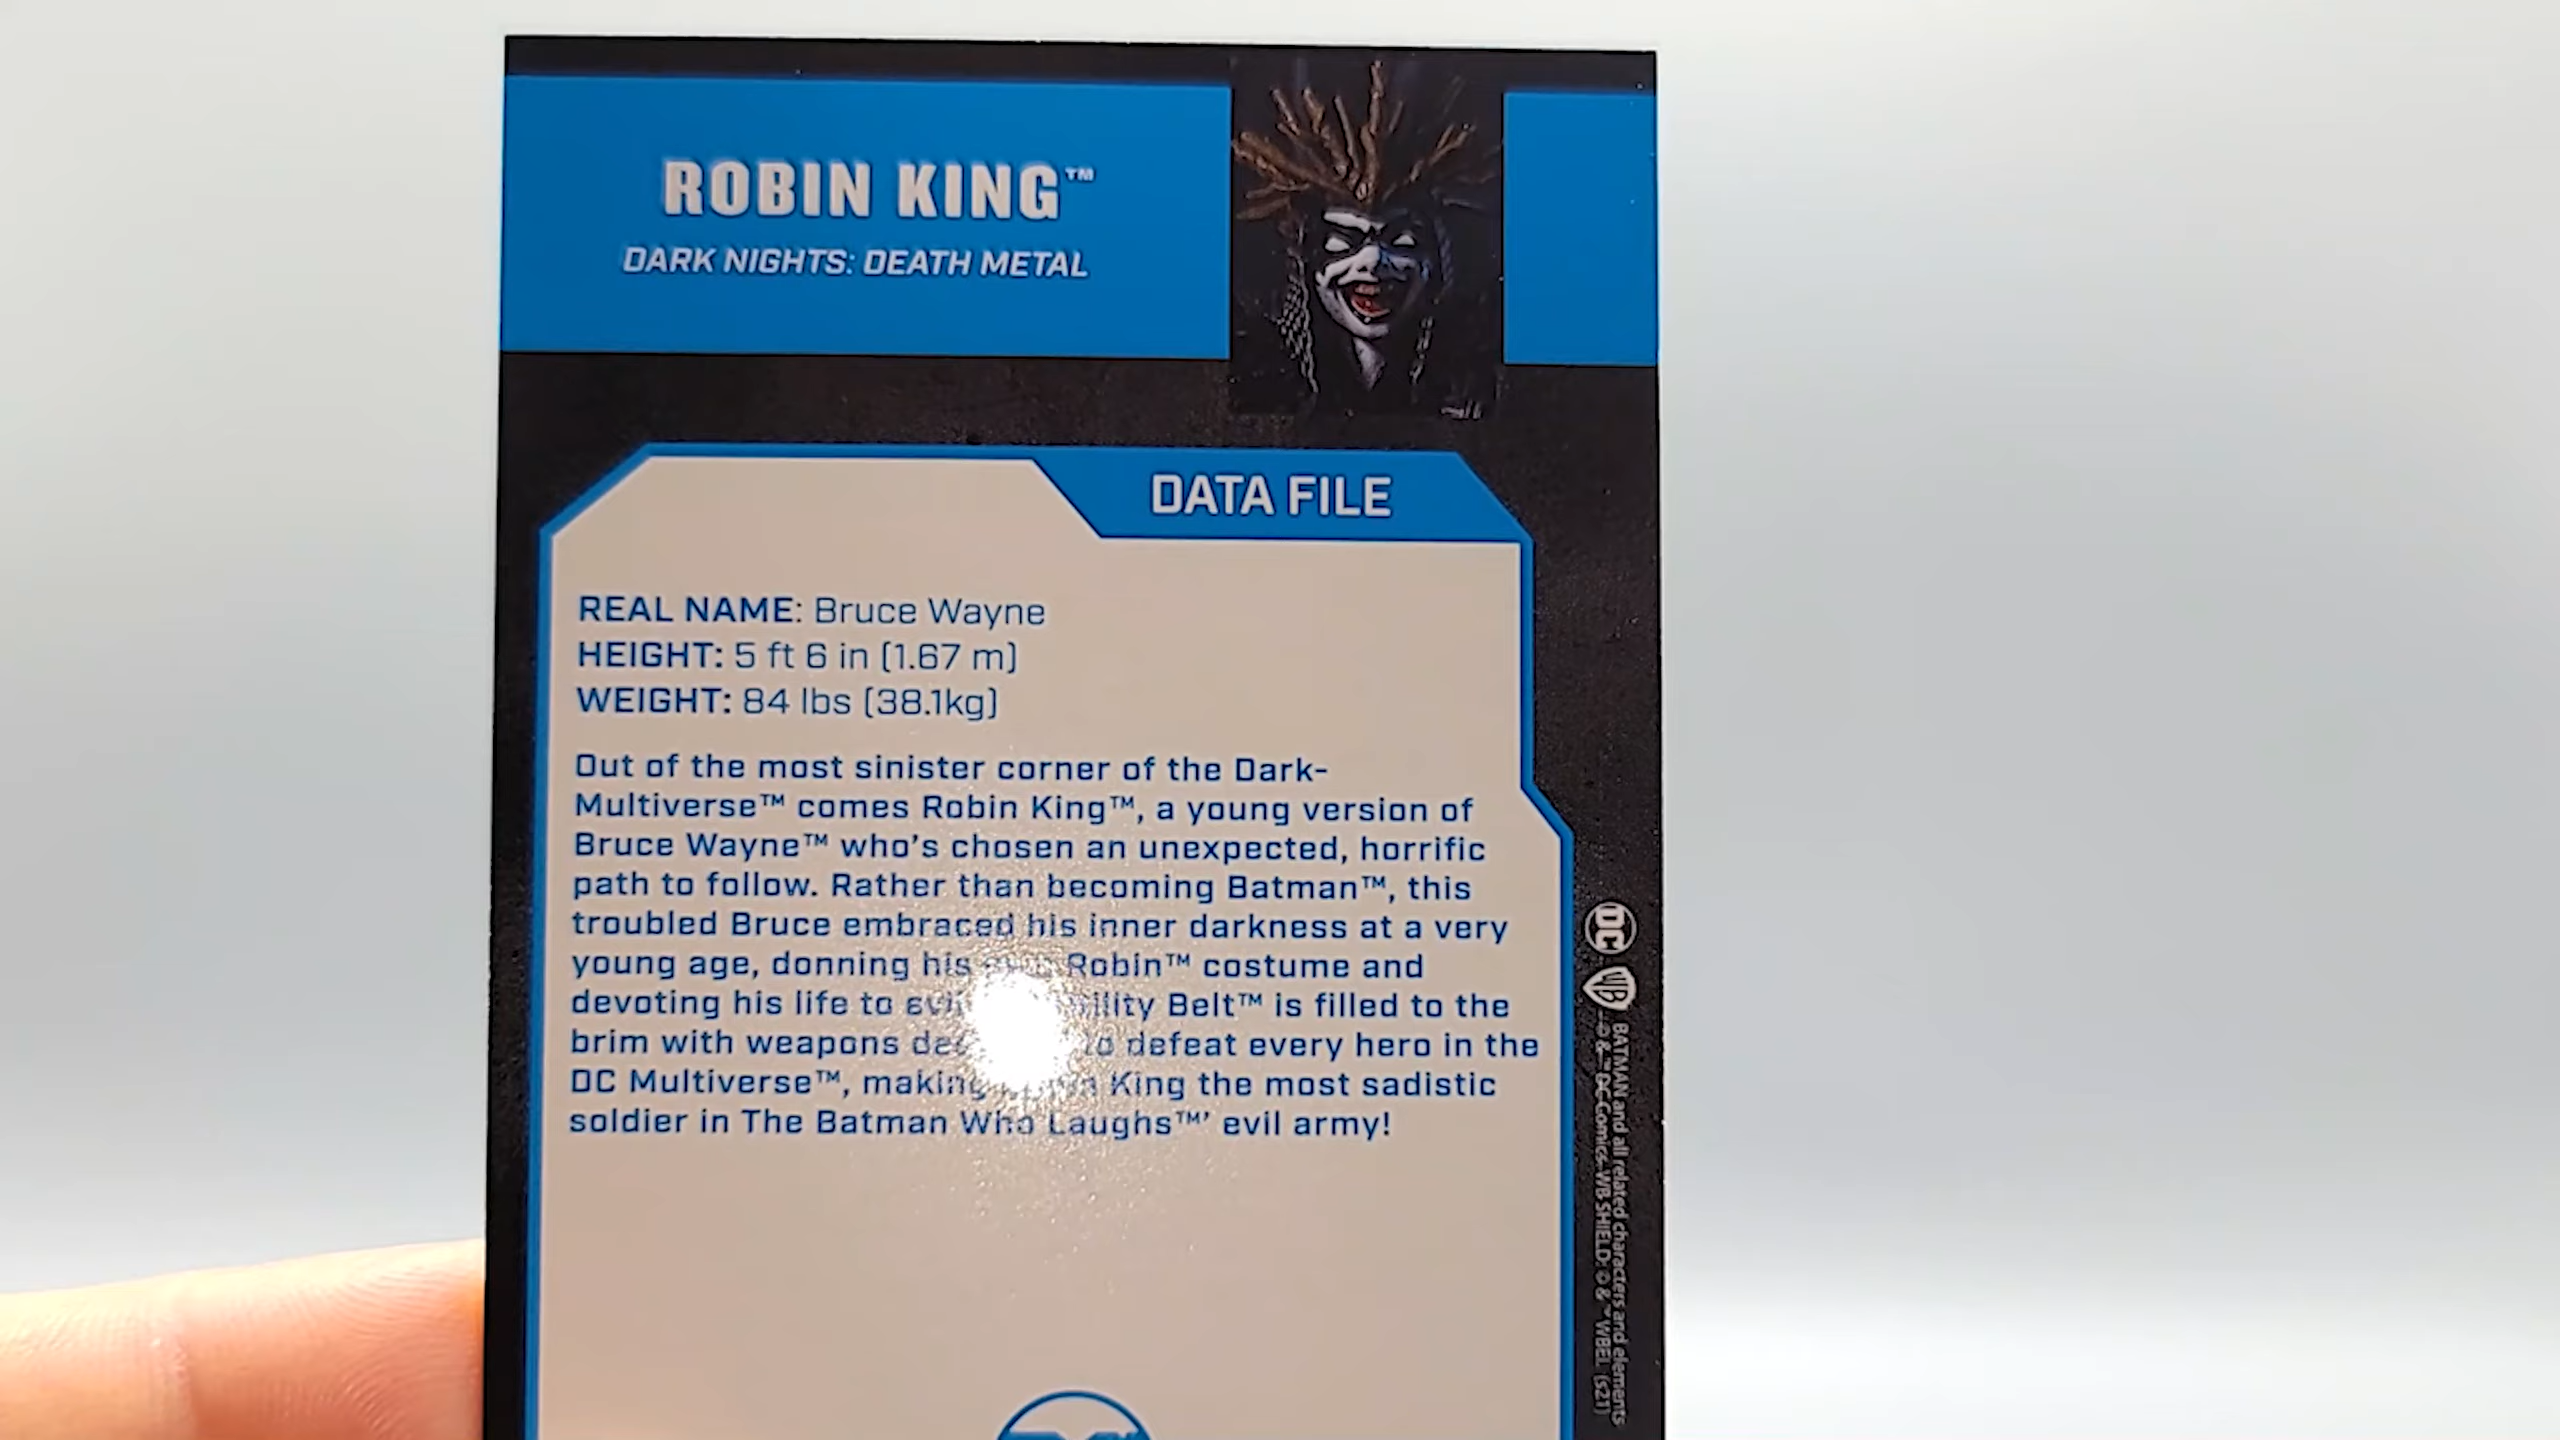 ROBIN KING™
DARK NIGHTS: DEATH METAL
DATA FILE
REAL NAME: Bruce Wayne
HEIGHT: 5 ft 6 in (1.67 m)
WEIGHT: 84 lbs (38.1kg)
Out of the most sinister corner of the Dark-
Multiverse™ comes Robin King™, a young version of
Bruce Wayne™ who's chosen an unexpected, horrific
path to follow. Rather than becoming Batman™, this
troubled Bruce embraced his inner darkness at a very
young age, donning his Robin™ costume and
devoting his life to Belt™ is filled to the
brim with weapons to defeat every hero in the
DC Multiverse™, making King the most sadistic
soldier in The Batman Who Laughs™' evil army!
DC
WB
BATMAN and all related characters and elements
© & ™ DC Comics. WB SHIELD: © & ™ WBEI. (s21)